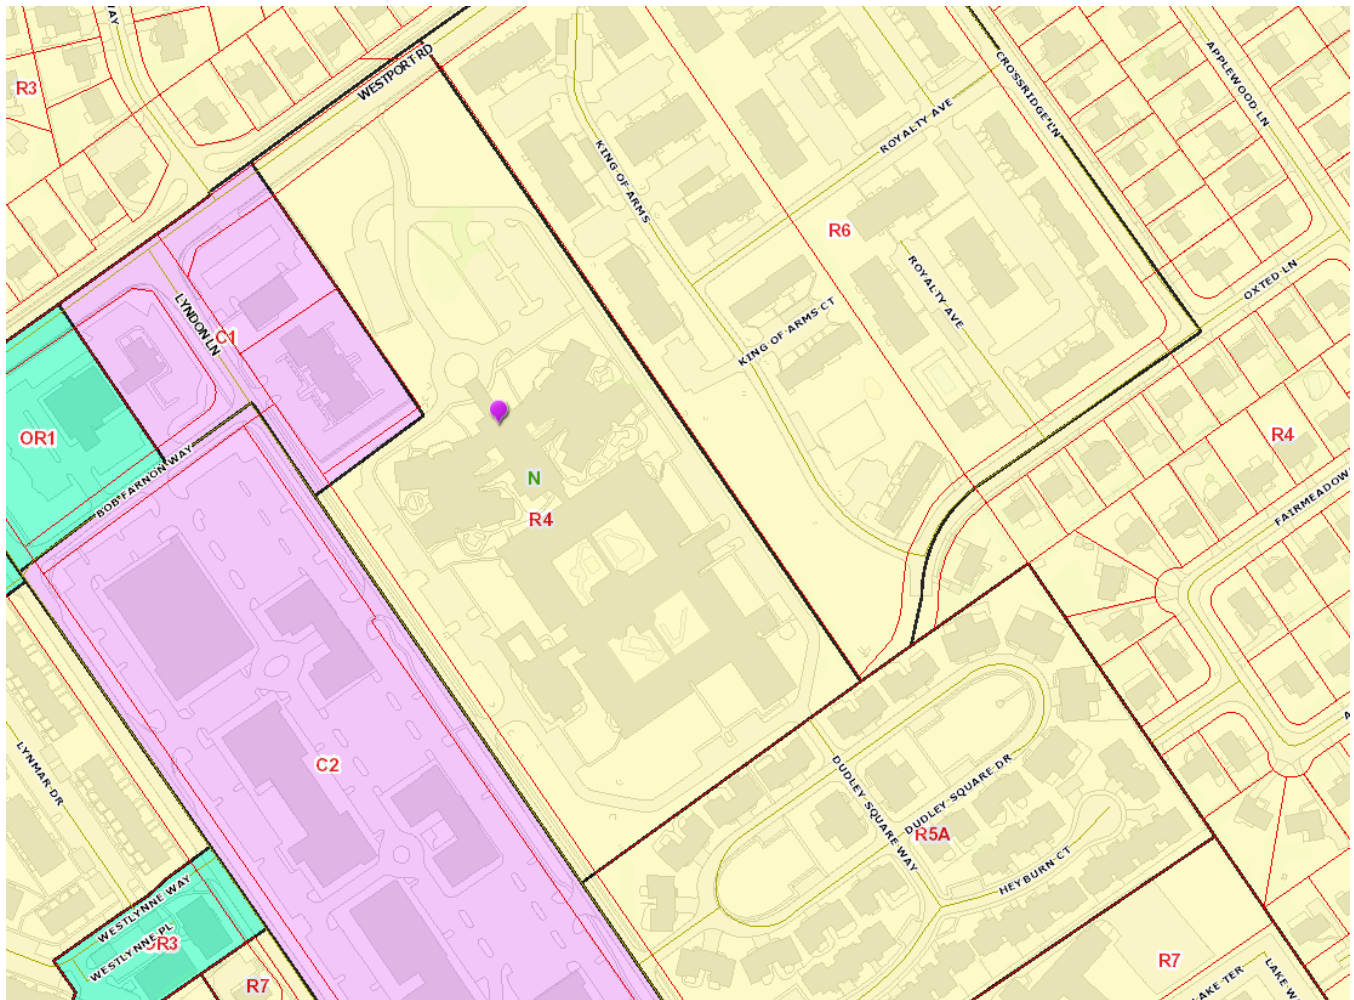 WAY
R3
WESTPORT RD
CROSSRIDGE LN
APPLEWOOD LN
ROYALTY AVE
KING OF ARMS
R6
OXTED LN
ROYALTY AVE
LYNDON LN
C1
KING OF ARMS CT
OR1
R4
BOB FARNON WAY
N
R4
FAIRMEADOW
LYNMAR DR
C2
DUDLEY SQUARE WAY
DUDLEY SQUARE DR
R5A
HEYBURN CT
WESTLYNNE WAY
WESTLYNNE PL
OR3
R7
R7
LAKE TER
LAKE W